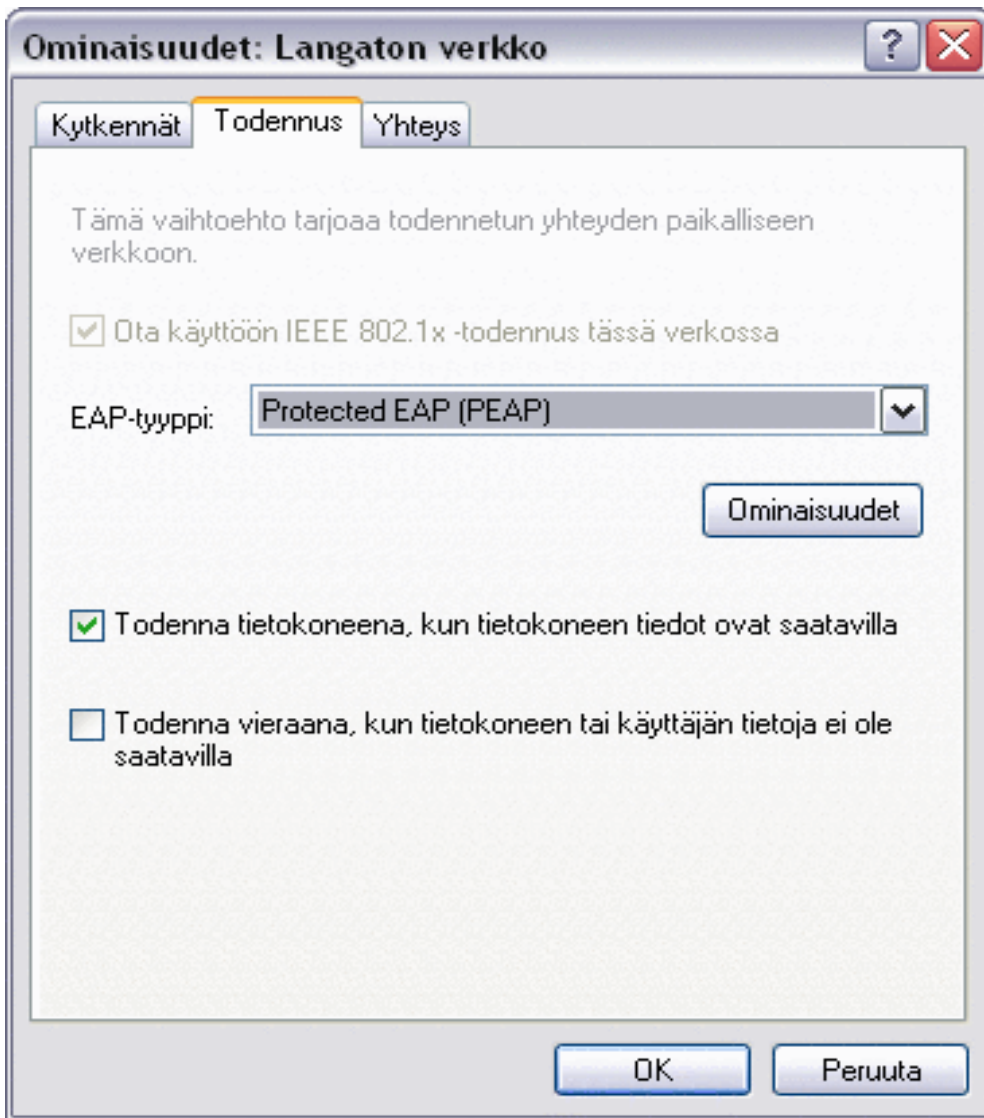 Ominaisuudet: Langaton verkko
Kytkennät Todennus Yhteys
Tämä vaihtoehto tarjoaa todennetun yhteyden paikalliseen
verkkoon.
Ota käyttöön IEEE 802.1x -todennus tässä verkossa
EAP-tyyppi: Protected EAP (PEAP)
Ominaisuudet
Todenna tietokoneena, kun tietokoneen tiedot ovat saatavilla
Todenna vieraana, kun tietokoneen tai käyttäjän tietoja ei ole
saatavilla
OK Peruuta